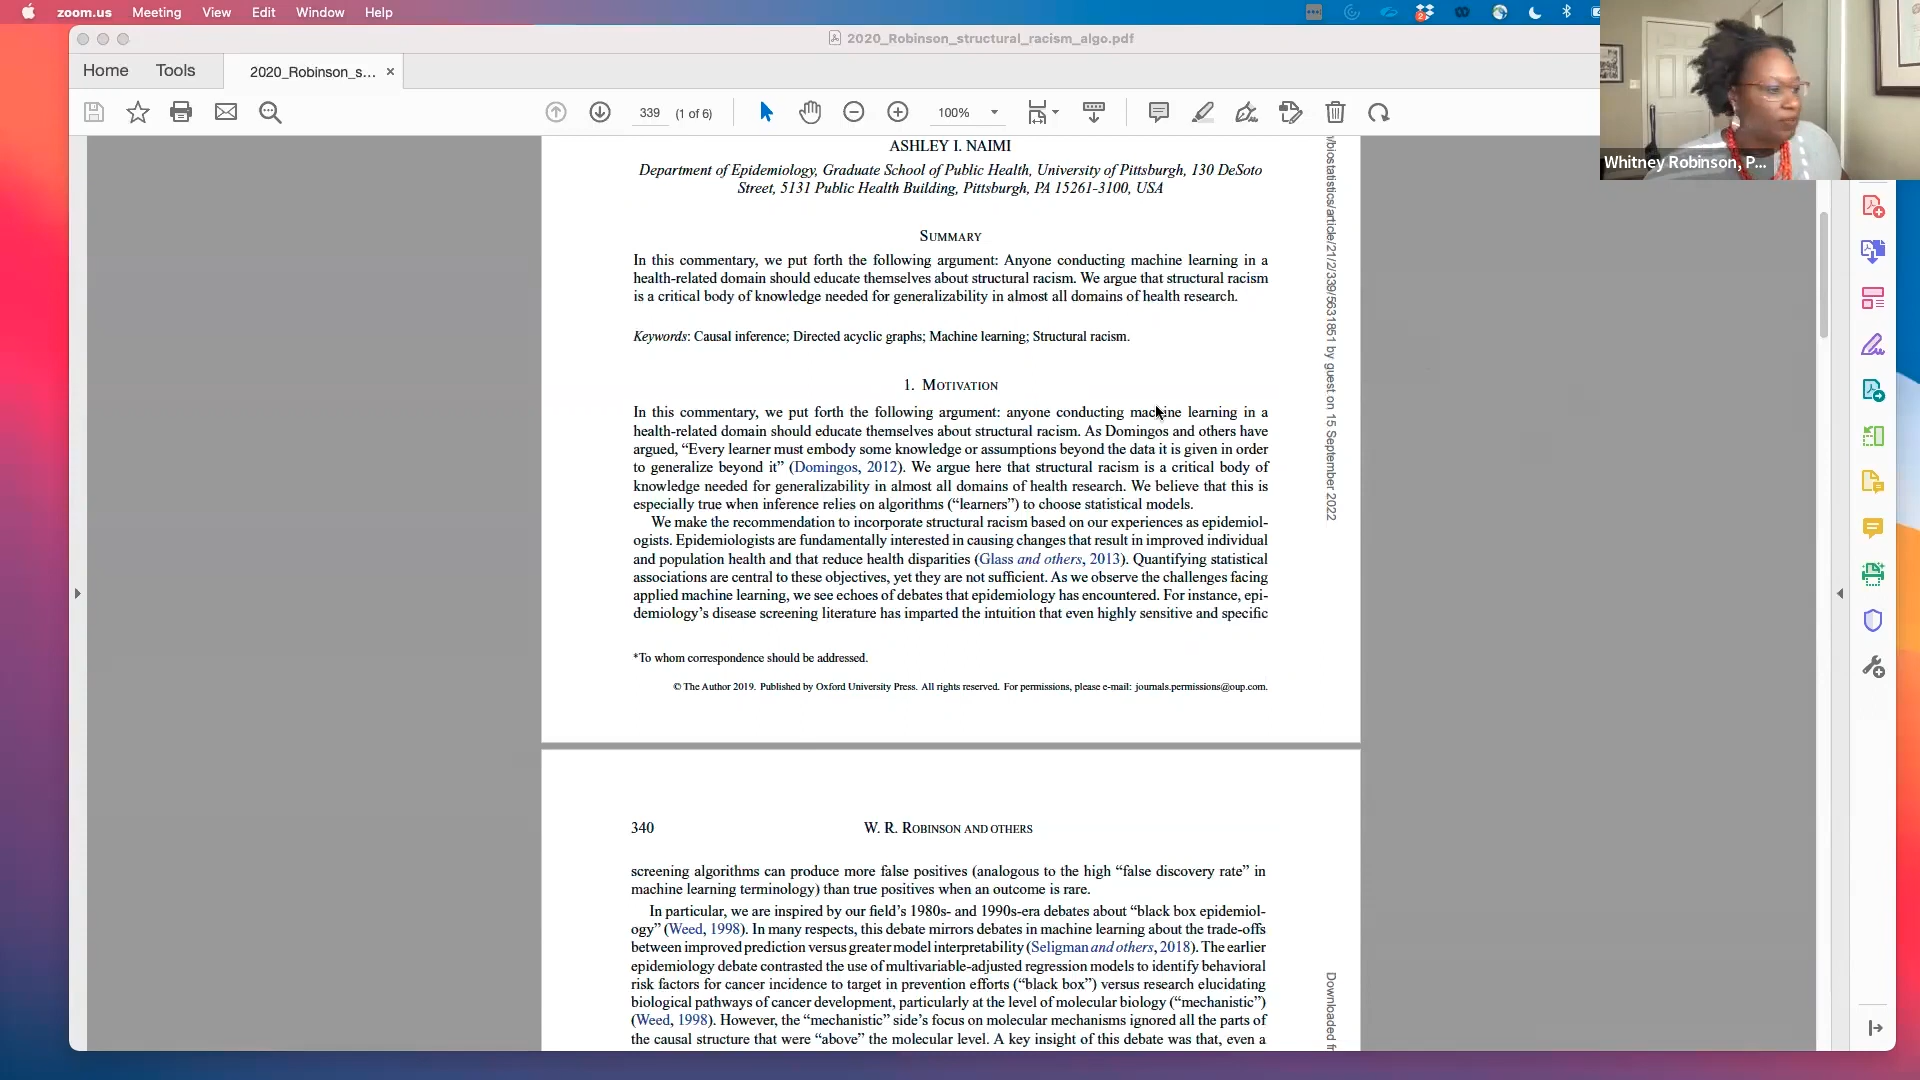 zoom.us Meeting View Edit Window Help
2020_Robinson_structural_racism_algo.pdf
Home Tools 2020_Robinson_s... ×
339 (1 of 6) 100%
Whitney Robinson, P...
ASHLEY I. NAIMI
Department of Epidemiology, Graduate School of Public Health, University of Pittsburgh, 130 DeSoto
Street, 5131 Public Health Building, Pittsburgh, PA 15261-3100, USA
SUMMARY
In this commentary, we put forth the following argument: Anyone conducting machine learning in a
health-related domain should educate themselves about structural racism. We argue that structural racism
is a critical body of knowledge needed for generalizability in almost all domains of health research.
Keywords: Causal inference; Directed acyclic graphs; Machine learning; Structural racism.
1. MOTIVATION
In this commentary, we put forth the following argument: anyone conducting machine learning in a
health-related domain should educate themselves about structural racism. As Domingos and others have
argued, “Every learner must embody some knowledge or assumptions beyond the data it is given in order
to generalize beyond it” (Domingos, 2012). We argue here that structural racism is a critical body of
knowledge needed for generalizability in almost all domains of health research. We believe that this is
especially true when inference relies on algorithms (“learners”) to choose statistical models.
We make the recommendation to incorporate structural racism based on our experiences as epidemiol-
ogists. Epidemiologists are fundamentally interested in causing changes that result in improved individual
and population health and that reduce health disparities (Glass and others, 2013). Quantifying statistical
associations are central to these objectives, yet they are not sufficient. As we observe the challenges facing
applied machine learning, we see echoes of debates that epidemiology has encountered. For instance, epi-
demiology’s disease screening literature has imparted the intuition that even highly sensitive and specific
*To whom correspondence should be addressed.
© The Author 2019. Published by Oxford University Press. All rights reserved. For permissions, please e-mail: journals.permissions@oup.com.
/biostatistics/article/21/2/339/5631851 by guest on 15 September 2022
340 W. R. ROBINSON AND OTHERS
screening algorithms can produce more false positives (analogous to the high “false discovery rate” in
machine learning terminology) than true positives when an outcome is rare.
In particular, we are inspired by our field’s 1980s- and 1990s-era debates about “black box epidemiol-
ogy” (Weed, 1998). In many respects, this debate mirrors debates in machine learning about the trade-offs
between improved prediction versus greater model interpretability (Seligman and others, 2018). The earlier
epidemiology debate contrasted the use of multivariable-adjusted regression models to identify behavioral
risk factors for cancer incidence to target in prevention efforts (“black box”) versus research elucidating
biological pathways of cancer development, particularly at the level of molecular biology (“mechanistic”)
(Weed, 1998). However, the “mechanistic” side’s focus on molecular mechanisms ignored all the parts of
the causal structure that were “above” the molecular level. A key insight of this debate was that, even a
Downloaded fr